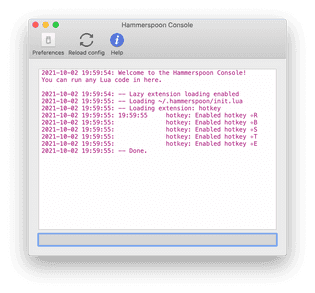 Hammerspoon Console
Preferences Reload config Help
2021-10-02 19:59:54: Welcome to the Hammerspoon Console!
You can run any Lua code in here.
2021-10-02 19:59:54: -- Lazy extension loading enabled
2021-10-02 19:59:55: -- Loading ~/.hammerspoon/init.lua
2021-10-02 19:59:55: -- Loading extension: hotkey
2021-10-02 19:59:55: 19:59:55 hotkey: Enabled hotkey ⌘R
2021-10-02 19:59:55: hotkey: Enabled hotkey ⌘B
2021-10-02 19:59:55: hotkey: Enabled hotkey ⌘S
2021-10-02 19:59:55: hotkey: Enabled hotkey ⌘T
2021-10-02 19:59:55: hotkey: Enabled hotkey ⌘E
2021-10-02 19:59:55: -- Done.